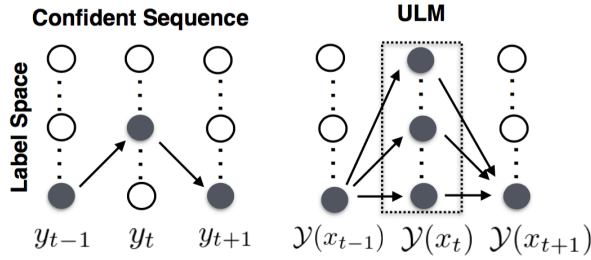 Confident Sequence
ULM
Label Space
y_{t-1} y_t y_{t+1}
𝒴(x_{t-1}) 𝒴(x_t) 𝒴(x_{t+1})